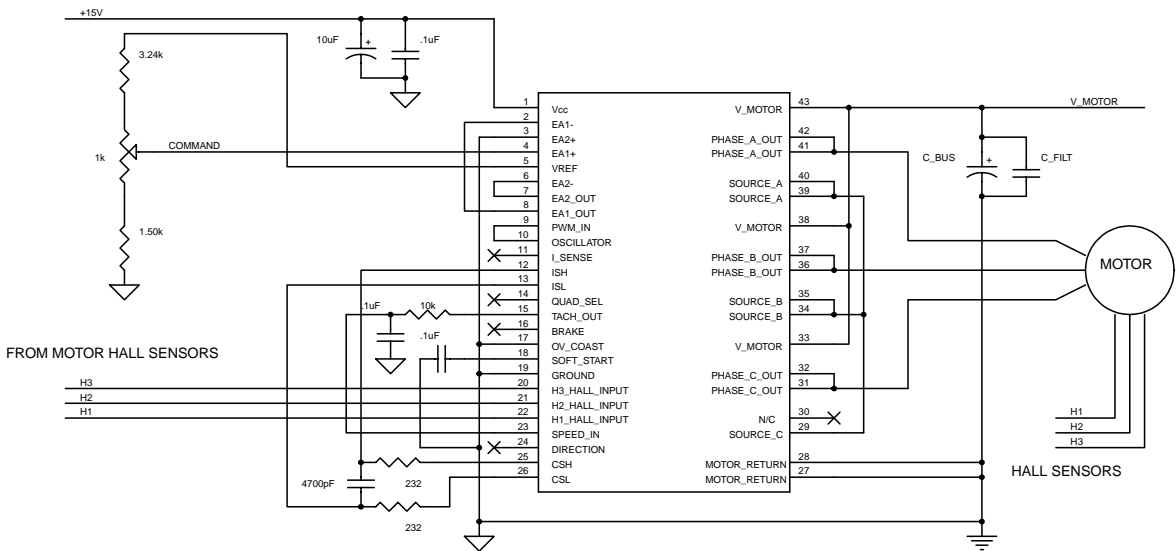 +15V
3.24k
10uF
+
.1uF
1k
COMMAND
1.50k
1 Vcc
2 EA1-
3 EA2+
4 EA1+
5 VREF
6 EA2-
7 EA2_OUT
8 EA1_OUT
9 PWM_IN
10 OSCILLATOR
11 I_SENSE
12 ISH
13 ISL
14 QUAD_SEL
15 TACH_OUT
16 BRAKE
17 OV_COAST
18 SOFT_START
19 GROUND
20 H3_HALL_INPUT
21 H2_HALL_INPUT
22 H1_HALL_INPUT
23 SPEED_IN
24 DIRECTION
25 CSH
26 CSL
V_MOTOR 43
PHASE_A_OUT 42
PHASE_A_OUT 41
SOURCE_A 40
SOURCE_A 39
V_MOTOR 38
PHASE_B_OUT 37
PHASE_B_OUT 36
SOURCE_B 35
SOURCE_B 34
V_MOTOR 33
PHASE_C_OUT 32
PHASE_C_OUT 31
N/C 30
SOURCE_C 29
MOTOR_RETURN 28
MOTOR_RETURN 27
.1uF
10k
.1uF
FROM MOTOR HALL SENSORS
H3
H2
H1
4700pF
232
232
V_MOTOR
C_BUS
+
C_FILT
MOTOR
H1
H2
H3
HALL SENSORS